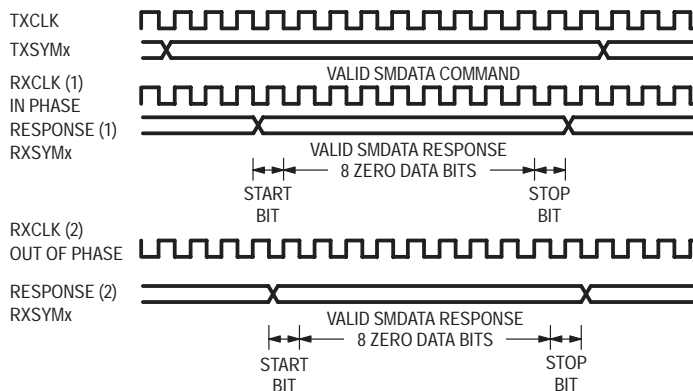 TXCLK
TXSYMx
VALID SMDATA COMMAND
RXCLK (1)
IN PHASE
RESPONSE (1)
RXSYMx
VALID SMDATA RESPONSE
8 ZERO DATA BITS
START
BIT
STOP
BIT
RXCLK (2)
OUT OF PHASE
RESPONSE (2)
RXSYMx
VALID SMDATA RESPONSE
8 ZERO DATA BITS
START
BIT
STOP
BIT